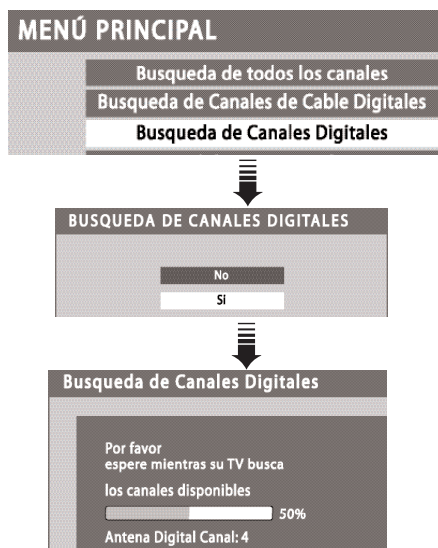 MENÚ PRINCIPAL
Busqueda de todos los canales
Busqueda de Canales de Cable Digitales
Busqueda de Canales Digitales
BUSQUEDA DE CANALES DIGITALES
No
Si
Busqueda de Canales Digitales
Por favor
espere mientras su TV busca
los canales disponibles
50%
Antena Digital Canal: 4